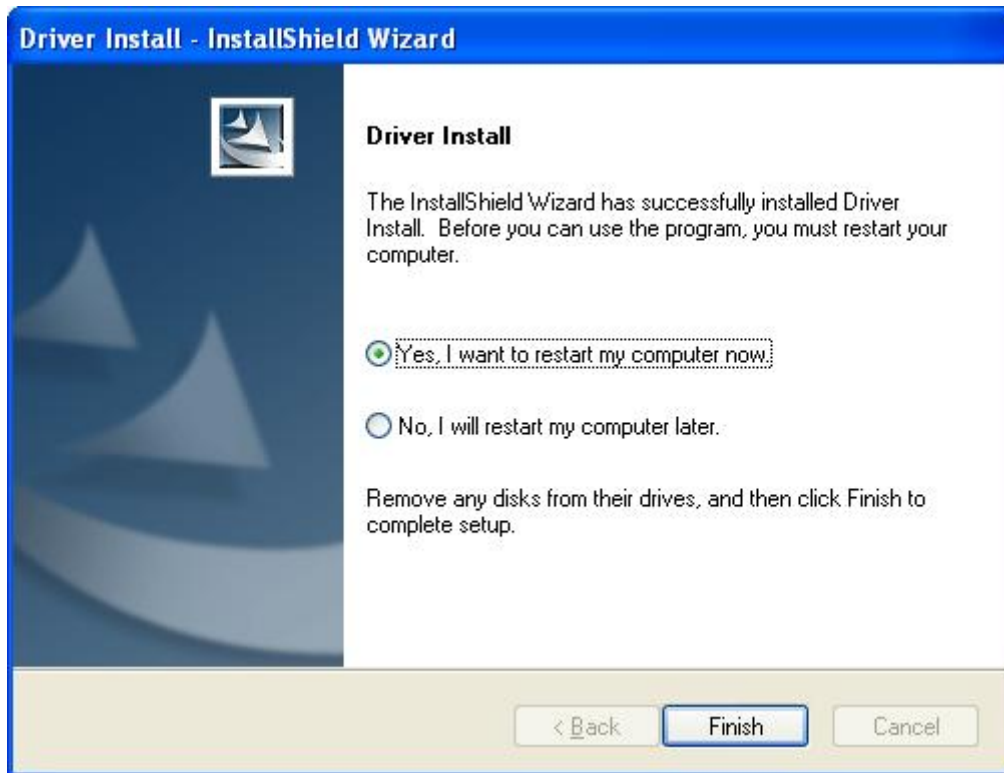 Driver Install - InstallShield Wizard
Driver Install
The InstallShield Wizard has successfully installed Driver
Install.  Before you can use the program, you must restart your
computer.
Yes, I want to restart my computer now.
No, I will restart my computer later.
Remove any disks from their drives, and then click Finish to
complete setup.
< Back
Finish
Cancel